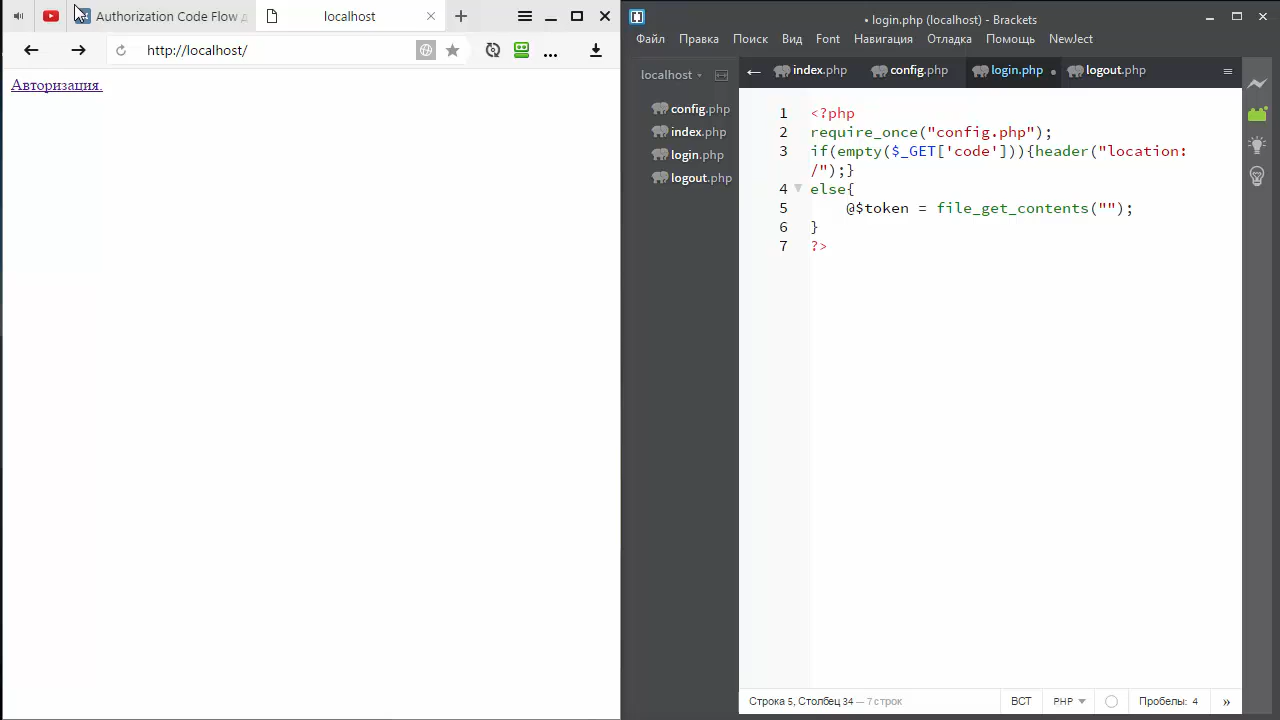 Authorization Code Flow д
localhost
http://localhost/
Авторизация.
• login.php (localhost) - Brackets
Файл Правка Поиск Вид Font Навигация Отладка Помощь NewJect
localhost
config.php
index.php
login.php
logout.php
index.php config.php login.php logout.php
1 <?php
2 require_once("config.php");
3 if(empty($_GET['code'])){header("location:
/");}
4 else{
5 @$token = file_get_contents("");
6 }
7 ?>
Строка 5, Столбец 34 — 7 строк ВСТ PHP Пробелы: 4 »